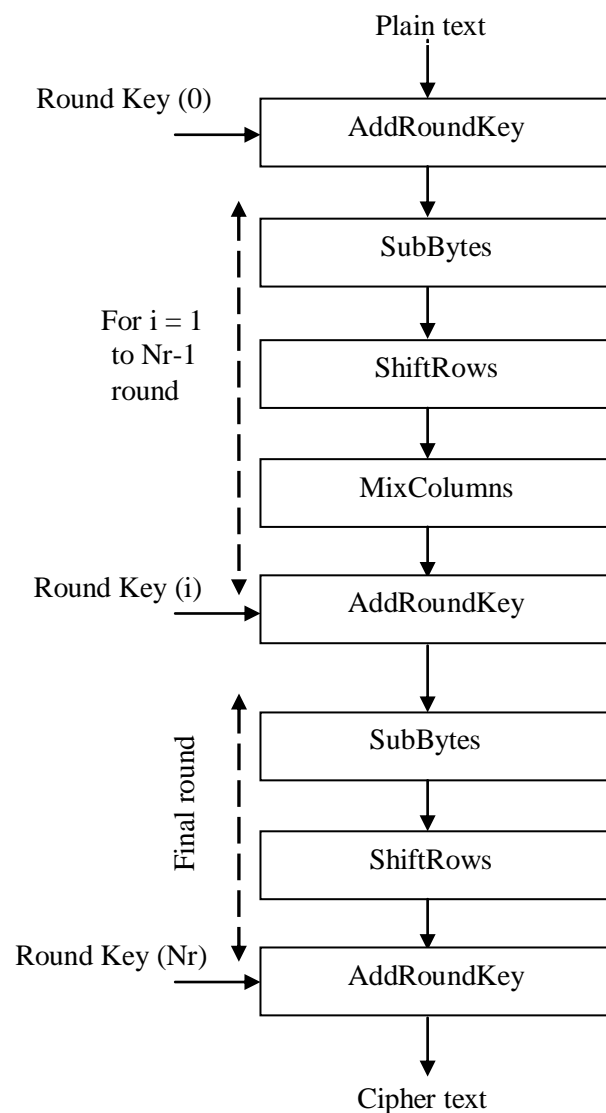 Plain text
Round Key (0)
AddRoundKey
SubBytes
For i = 1
to Nr-1
round
ShiftRows
MixColumns
Round Key (i)
AddRoundKey
SubBytes
Final round
ShiftRows
Round Key (Nr)
AddRoundKey
Cipher text